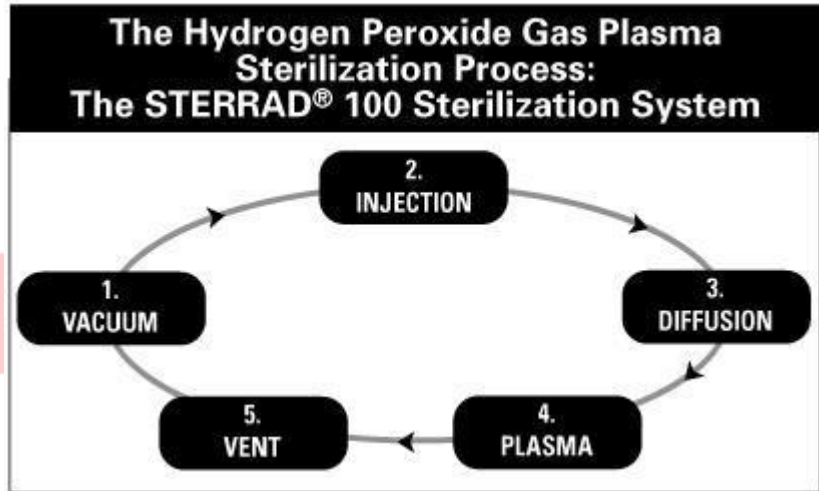 The Hydrogen Peroxide Gas Plasma
Sterilization Process:
The STERRAD® 100 Sterilization System
2.
INJECTION
1.
VACUUM
3.
DIFFUSION
5.
VENT
4.
PLASMA